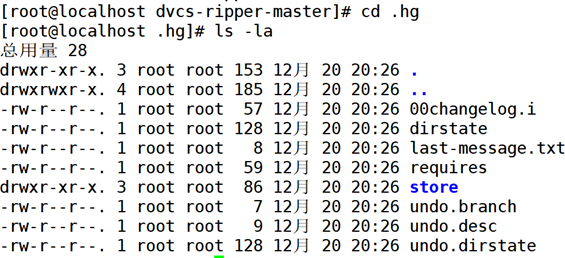 [root@localhost dvcs-ripper-master]# cd .hg
[root@localhost .hg]# ls -la
总用量 28
drwxr-xr-x. 3 root root 153 12月 20 20:26 .
drwxrwxr-x. 4 root root 185 12月 20 20:26 ..
-rw-r--r--. 1 root root 57 12月 20 20:26 00changelog.i
-rw-r--r--. 1 root root 128 12月 20 20:26 dirstate
-rw-r--r--. 1 root root 8 12月 20 20:26 last-message.txt
-rw-r--r--. 1 root root 59 12月 20 20:26 requires
drwxr-xr-x. 3 root root 86 12月 20 20:26 store
-rw-r--r--. 1 root root 7 12月 20 20:26 undo.branch
-rw-r--r--. 1 root root 9 12月 20 20:26 undo.desc
-rw-r--r--. 1 root root 128 12月 20 20:26 undo.dirstate